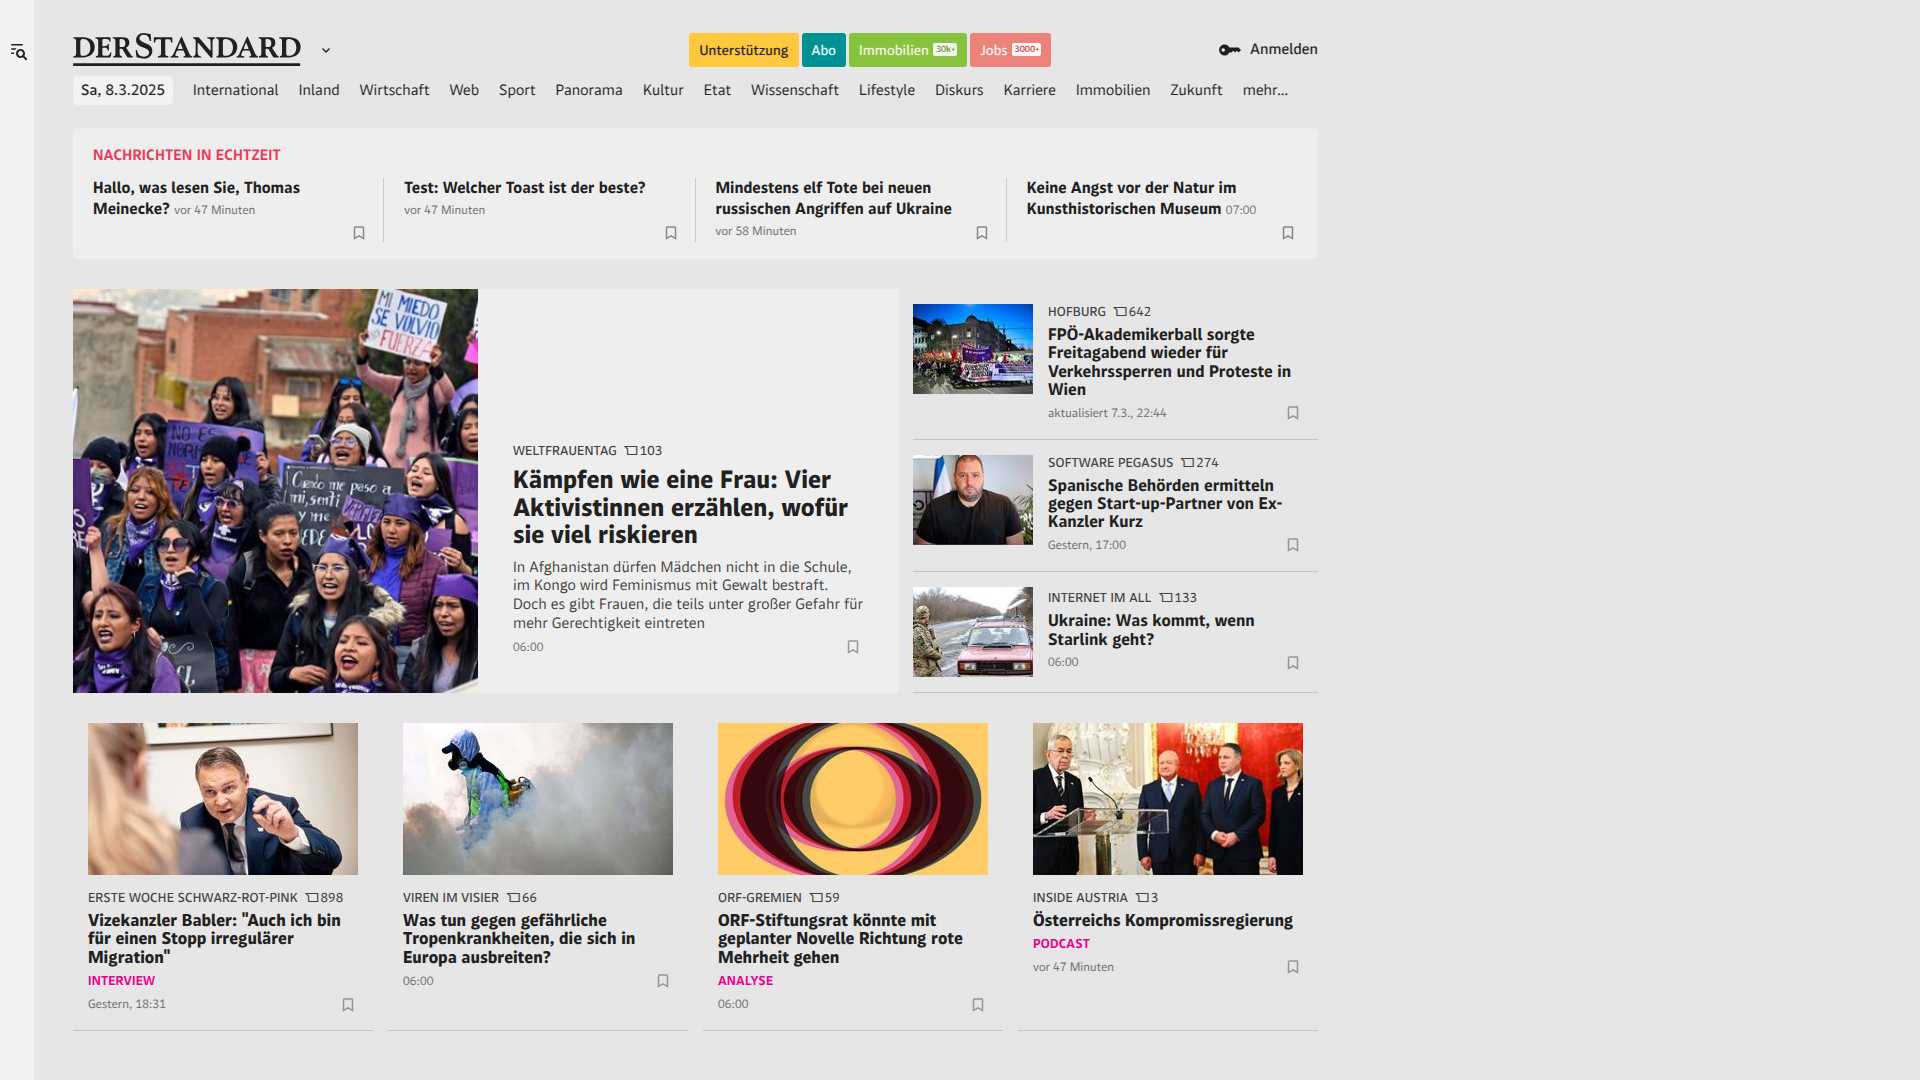 DERSTANDARD
Unterstützung
Abo
Immobilien 30k+
Jobs 3000+
Anmelden
Sa, 8.3.2025
International
Inland
Wirtschaft
Web
Sport
Panorama
Kultur
Etat
Wissenschaft
Lifestyle
Diskurs
Karriere
Immobilien
Zukunft
mehr...
NACHRICHTEN IN ECHTZEIT
Hallo, was lesen Sie, Thomas
Meinecke? vor 47 Minuten
Test: Welcher Toast ist der beste?
vor 47 Minuten
Mindestens elf Tote bei neuen
russischen Angriffen auf Ukraine
vor 58 Minuten
Keine Angst vor der Natur im
Kunsthistorischen Museum 07:00
MI MIEDO
SE VOLVIO
FUERZA
NO ES
WELTFRAUENTAG 103
Kämpfen wie eine Frau: Vier
Aktivistinnen erzählen, wofür
sie viel riskieren
In Afghanistan dürfen Mädchen nicht in die Schule,
im Kongo wird Feminismus mit Gewalt bestraft.
Doch es gibt Frauen, die teils unter großer Gefahr für
mehr Gerechtigkeit eintreten
06:00
HOFBURG 642
FPÖ-Akademikerball sorgte
Freitagabend wieder für
Verkehrssperren und Proteste in
Wien
aktualisiert 7.3., 22:44
SOFTWARE PEGASUS 274
Spanische Behörden ermitteln
gegen Start-up-Partner von Ex-
Kanzler Kurz
Gestern, 17:00
INTERNET IM ALL 133
Ukraine: Was kommt, wenn
Starlink geht?
06:00
ERSTE WOCHE SCHWARZ-ROT-PINK 898
Vizekanzler Babler: "Auch ich bin
für einen Stopp irregulärer
Migration"
INTERVIEW
Gestern, 18:31
VIREN IM VISIER 66
Was tun gegen gefährliche
Tropenkrankheiten, die sich in
Europa ausbreiten?
06:00
ORF-GREMIEN 59
ORF-Stiftungsrat könnte mit
geplanter Novelle Richtung rote
Mehrheit gehen
ANALYSE
06:00
INSIDE AUSTRIA 3
Österreichs Kompromissregierung
PODCAST
vor 47 Minuten